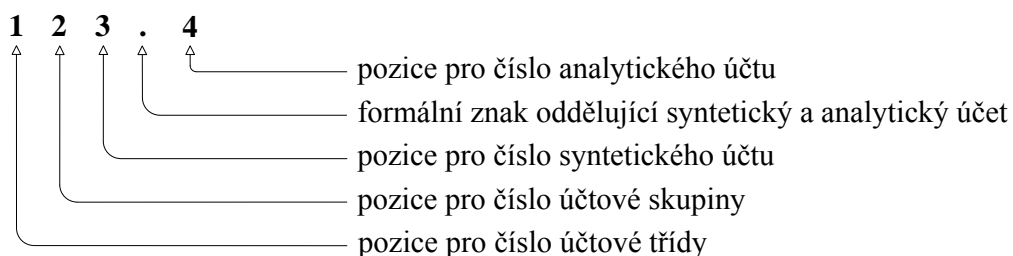 1 2 3 . 4
pozice pro číslo analytického účtu
formální znak oddělující syntetický a analytický účet
pozice pro číslo syntetického účtu
pozice pro číslo účtové skupiny
pozice pro číslo účtové třídy